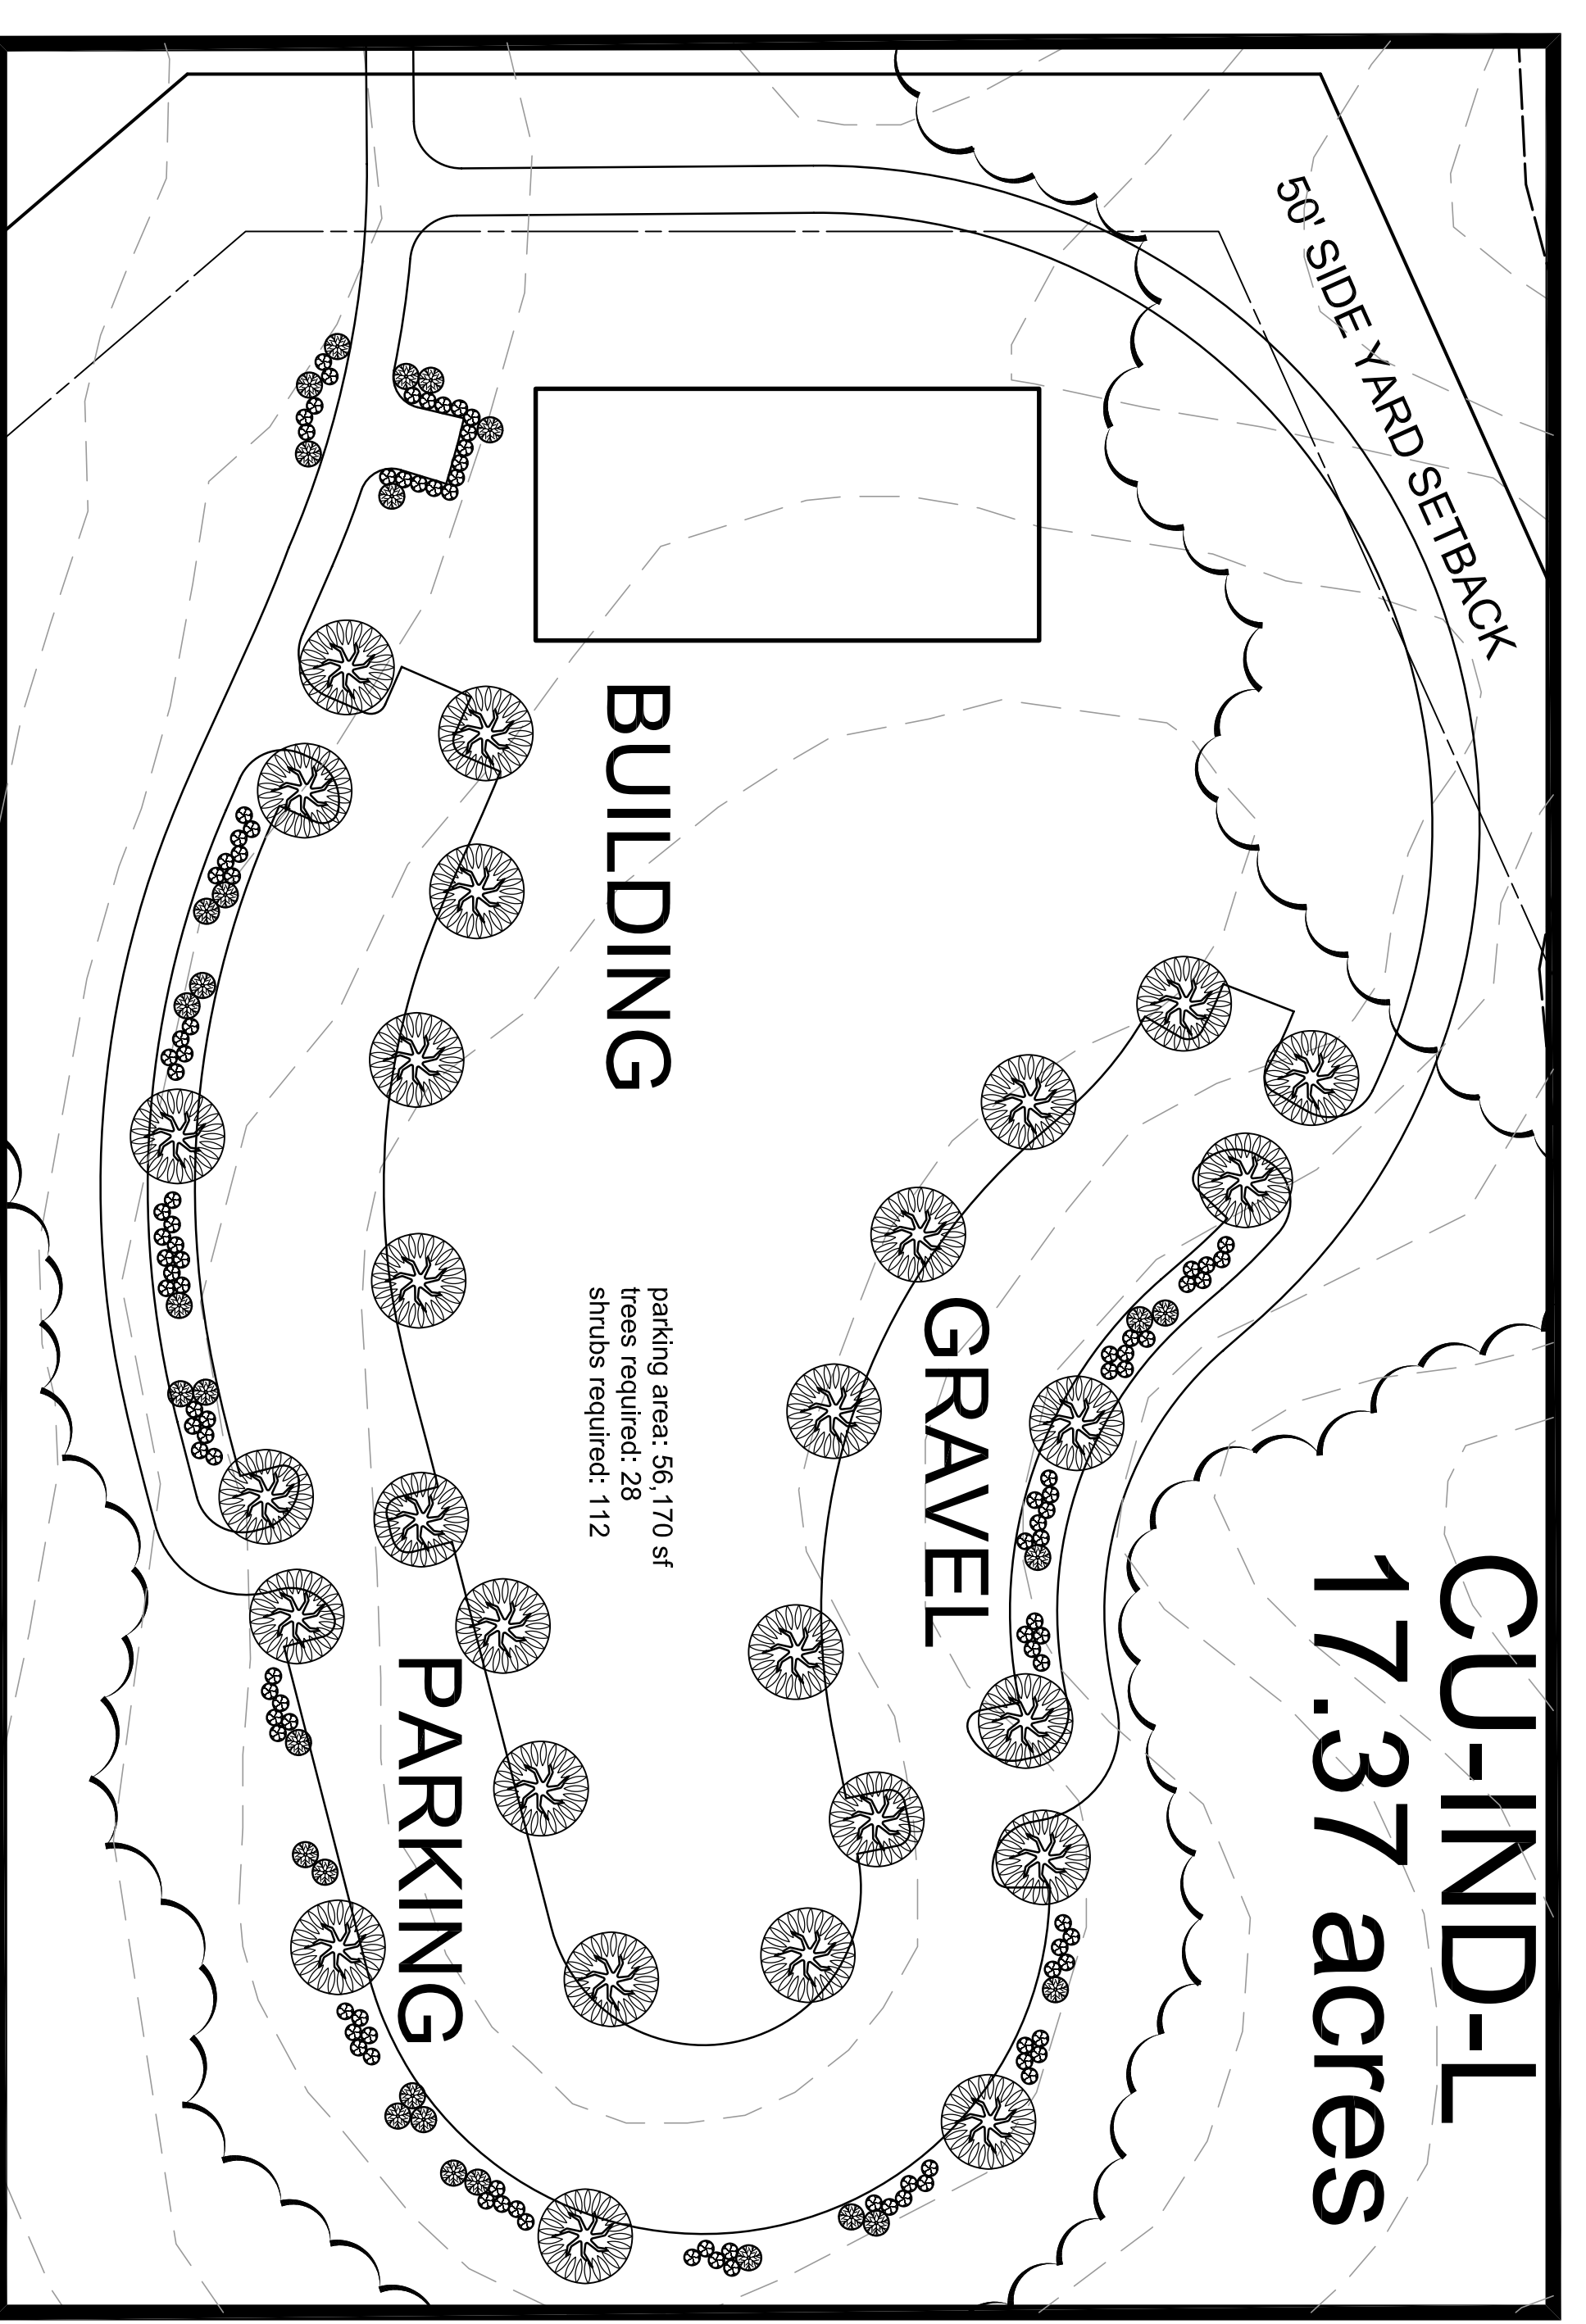 50' SIDE YARD SETBACK
CU-IND-L
17.37 acres
BUILDING
GRAVEL
PARKING
parking area: 56,170 sf
trees required: 28
shrubs required: 112